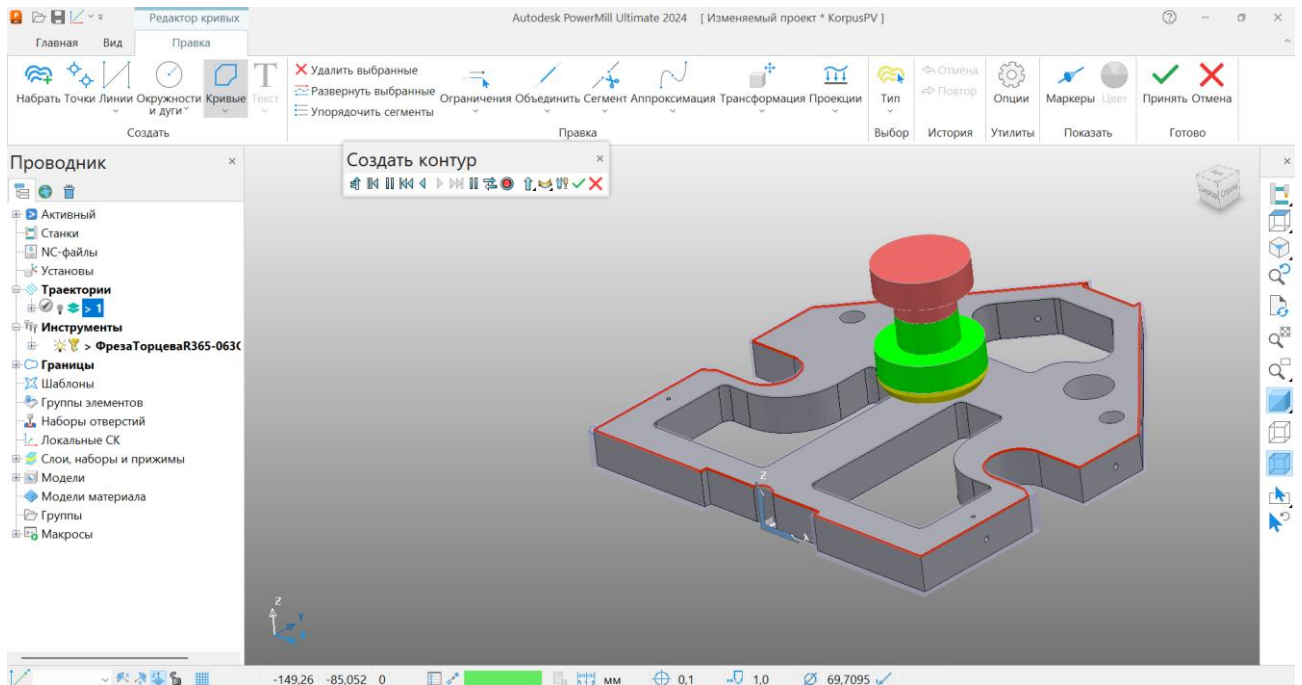 Редактор кривых
Autodesk PowerMill Ultimate 2024 [ Изменяемый проект * KorpusPV ]
Главная Вид Правка
Удалить выбранные
Развернуть выбранные
Упорядочить сегменты
Набрать Точки Линии Окружности и дуги Кривые Текст
Ограничения Объединить Сегмент Аппроксимация Трансформация Проекции
Тип
Отмена
Повтор
Опции Маркеры Цвет Принять Отмена
Создать Правка Выбор История Утилиты Показать Готово
Проводник
Создать контур
Активный
Станки
NC-файлы
Установы
Траектории
> 1
Инструменты
> ФрезаТорцеваR365-063(
Границы
Шаблоны
Группы элементов
Наборы отверстий
Локальные СК
Слои, наборы и прижимы
Модели
Модели материала
Группы
Макросы
Z
X
Z
Y
-149,26 -85,052 0 мм 0,1 1,0 69,7095